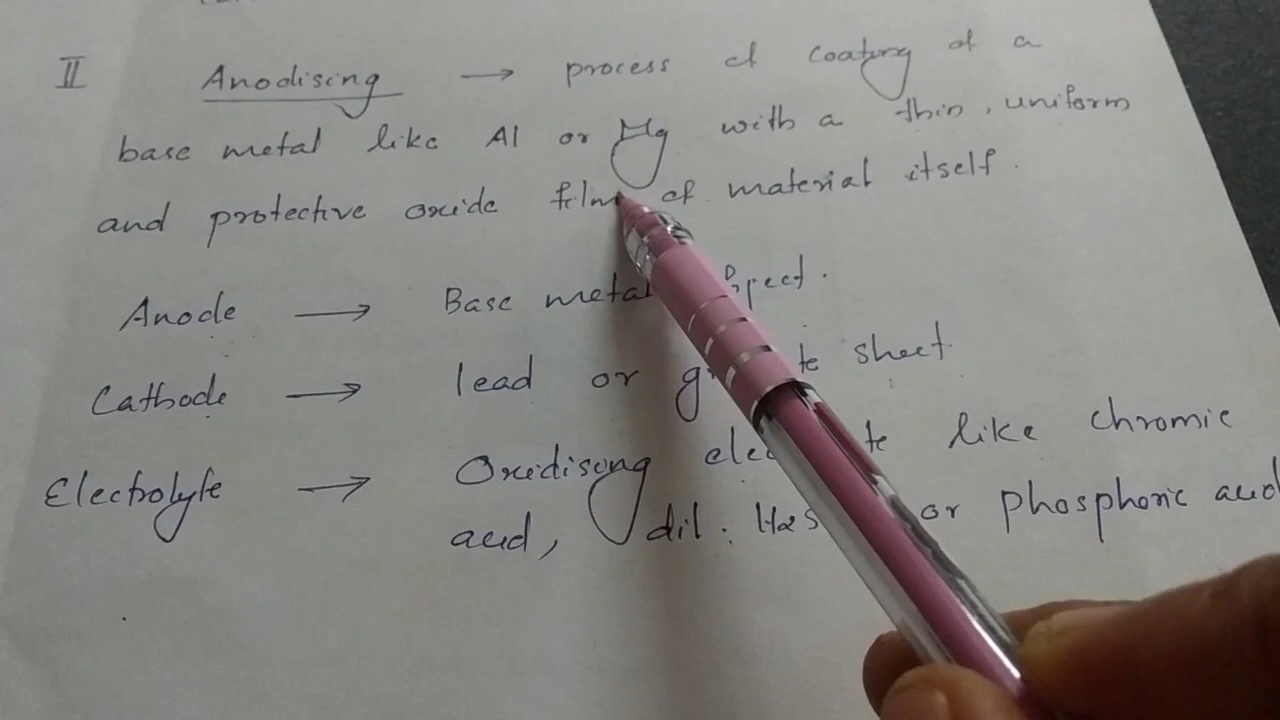 II Anodising → process of coating of a
base metal like Al or Mg with a thin, uniform
and protective oxide film of material itself.
Anode → Base metal object.
Cathode → lead or sheet.
Electrolyte → Oxidising like chromic
acid, dil. or phosphoric acid